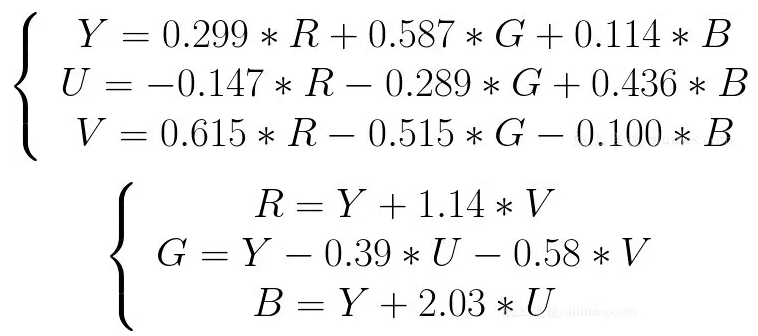 Y = 0.299 * R + 0.587 * G + 0.114 * B
U = −0.147 * R − 0.289 * G + 0.436 * B
V = 0.615 * R − 0.515 * G − 0.100 * B
R = Y + 1.14 * V
G = Y − 0.39 * U − 0.58 * V
B = Y + 2.03 * U